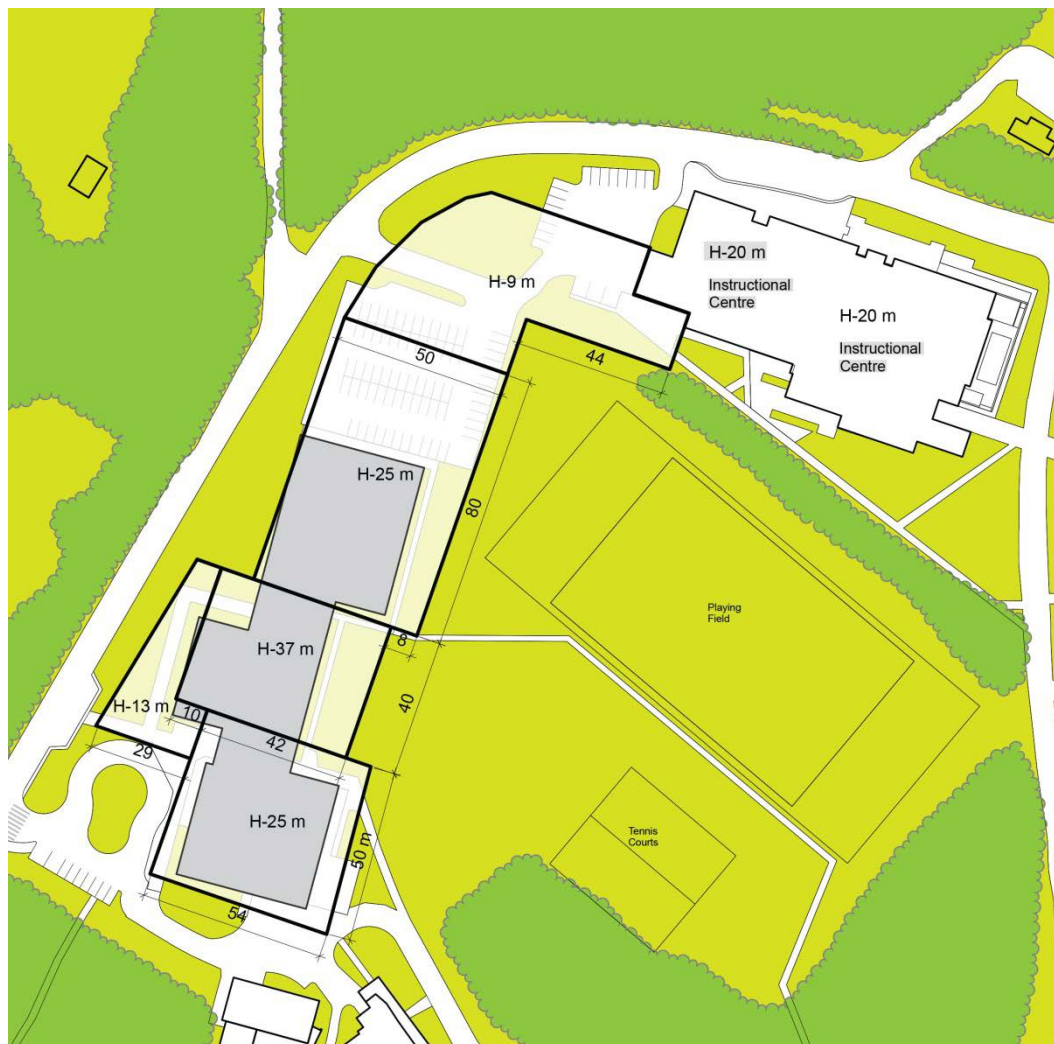 H-20 m
Instructional
Centre
H-9 m
H-20 m
Instructional
Centre
50
44
H-25 m
80
Playing
Field
8
H-37 m
H-13 m
10
40
42
29
Tennis
Courts
H-25 m
50 m
54